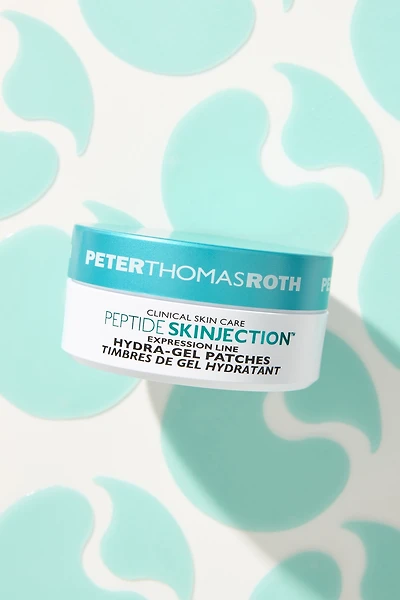 PETERTHOMASROTH
CLINICAL SKIN CARE
PEPTIDE SKINJECTION™
EXPRESSION LINE
HYDRA-GEL PATCHES
TIMBRES DE GEL HYDRATANT